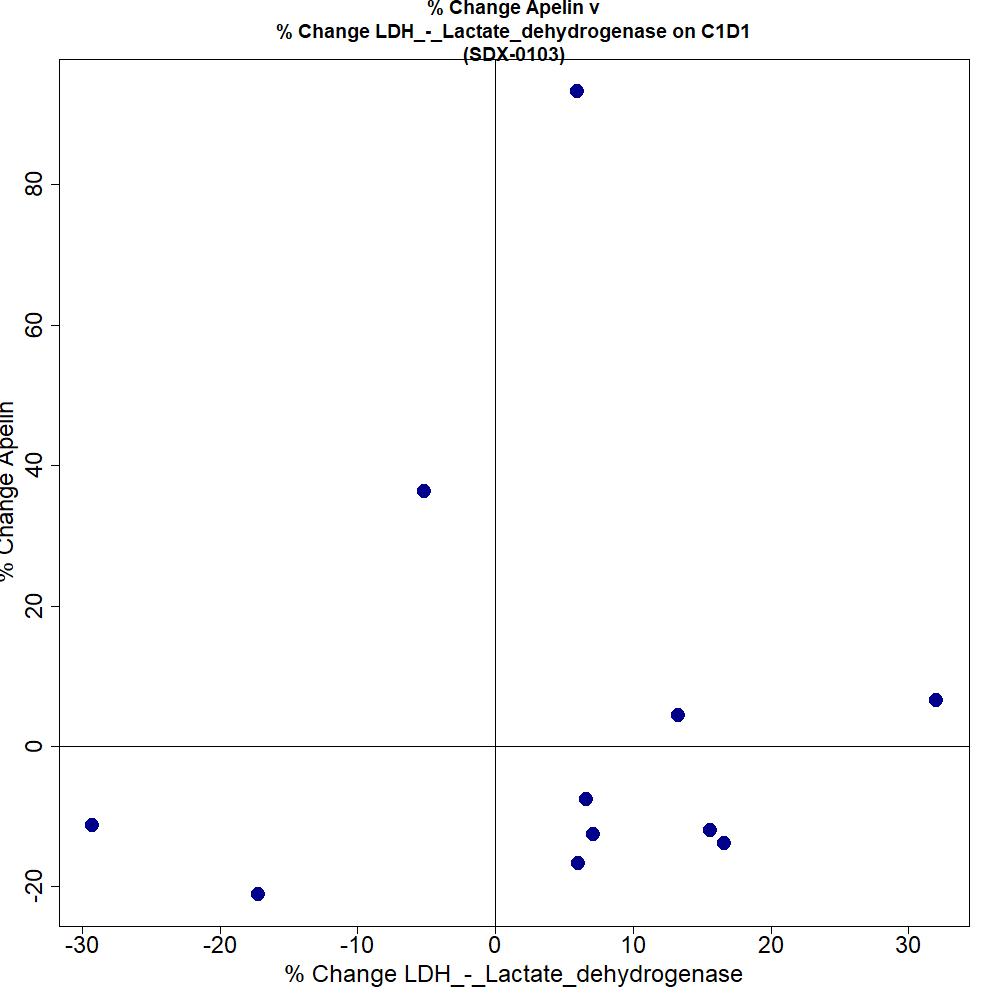 % Change Apelin v
% Change LDH_-_Lactate_dehydrogenase on C1D1
(SDX-0103)
% Change Apelin
80
60
40
20
0
-20
-30
-20
-10
0
10
20
30
% Change LDH_-_Lactate_dehydrogenase